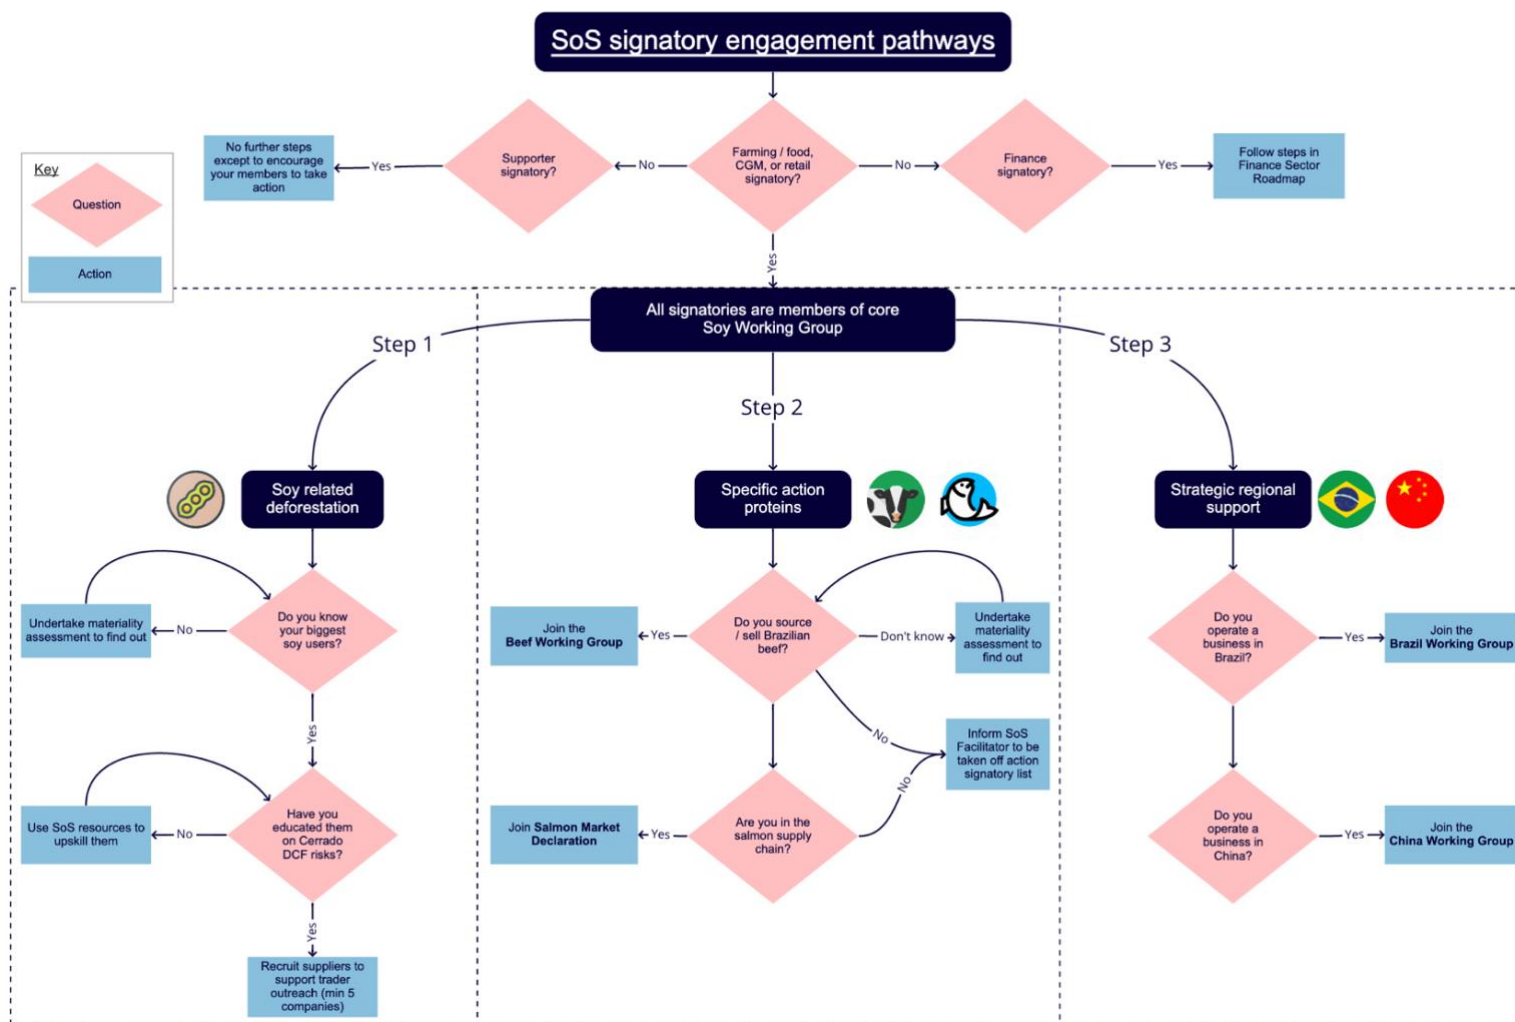 SoS signatory engagement pathways
No further steps
except to encourage
your members to take
action
Yes
Supporter
signatory?
No
Farming / food,
CGM, or retail
signatory?
No
Finance
signatory?
Yes
Follow steps in
Finance Sector
Roadmap
Key
Question
Action
Yes
All signatories are members of core
Soy Working Group
Step 1
Step 2
Step 3
Soy related
deforestation
Do you know
your biggest
soy users?
No
Undertake materiality
assessment to find out
Yes
Have you
educated them
on Cerrado
DCF risks?
No
Use SoS resources to
upskill them
Yes
Recruit suppliers to
support trader
outreach (min 5
companies)
Specific action
proteins
Do you source
/ sell Brazilian
beef?
Yes
Join the
Beef Working Group
Don't know
Undertake
materiality
assessment to
find out
No
Inform SoS
Facilitator to be
taken off action
signatory list
No
Are you in the
salmon supply
chain?
Yes
Join Salmon Market
Declaration
Strategic regional
support
Do you
operate a
business in
Brazil?
Yes
Join the
Brazil Working Group
Do you
operate a
business in
China?
Yes
Join the
China Working Group